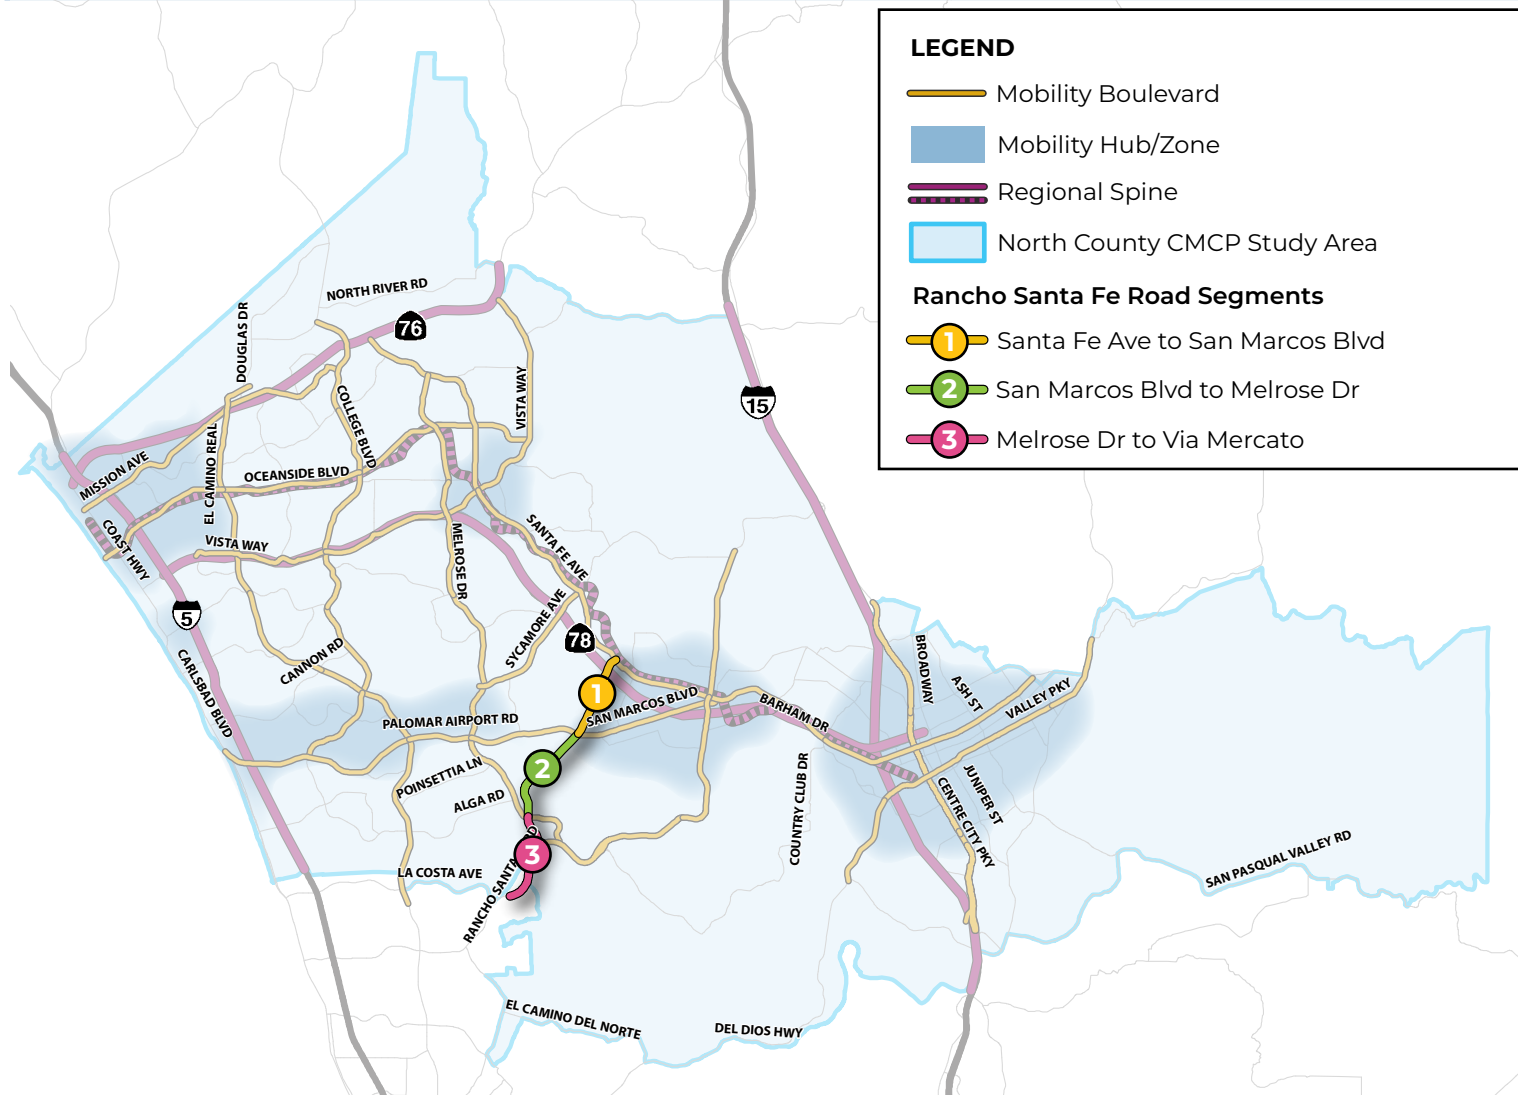 LEGEND
Mobility Boulevard
Mobility Hub/Zone
Regional Spine
North County CMCP Study Area
Rancho Santa Fe Road Segments
1 Santa Fe Ave to San Marcos Blvd
2 San Marcos Blvd to Melrose Dr
3 Melrose Dr to Via Mercato
NORTH RIVER RD
76
DOUGLAS DR
COLLEGE BLVD
VISTA WAY
15
EL CAMINO REAL
MISSION AVE
OCEANSIDE BLVD
COAST HWY
VISTA WAY
MELROSE DR
SANTA FE AVE
SYCAMORE AVE
5
78
CARLSBAD BLVD
CANNON RD
PALOMAR AIRPORT RD
1
SAN MARCOS BLVD
BARHAM DR
BROADWAY
ASH ST
VALLEY PKY
2
POINSETTIA LN
ALGA RD
COUNTRY CLUB DR
CENTRE CITY PKY
JUNIPER ST
3
LA COSTA AVE
RANCHO SANTA
SAN PASQUAL VALLEY RD
EL CAMINO DEL NORTE
DEL DIOS HWY